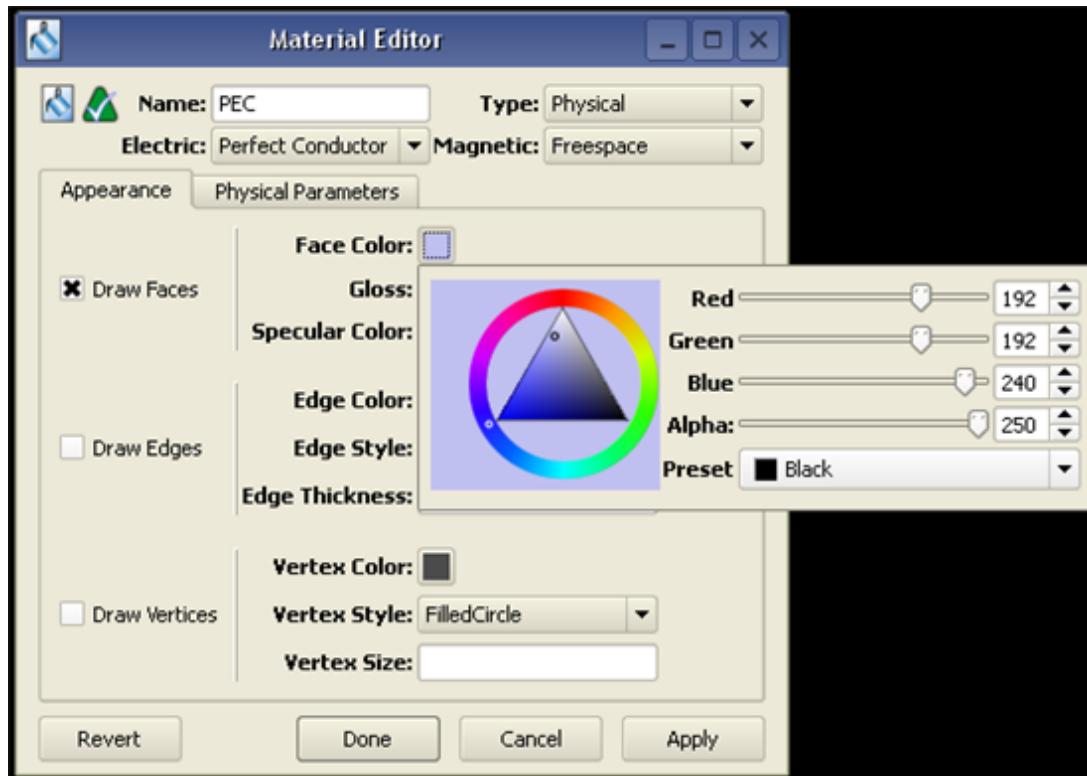 Material Editor
Name: PEC Type: Physical
Electric: Perfect Conductor Magnetic: Freespace
Appearance Physical Parameters
Face Color:
Draw Faces Gloss:
Specular Color:
Red 192
Green 192
Blue 240
Alpha: 250
Preset Black
Edge Color:
Draw Edges Edge Style:
Edge Thickness:
Vertex Color:
Draw Vertices Vertex Style: FilledCircle
Vertex Size:
Revert Done Cancel Apply